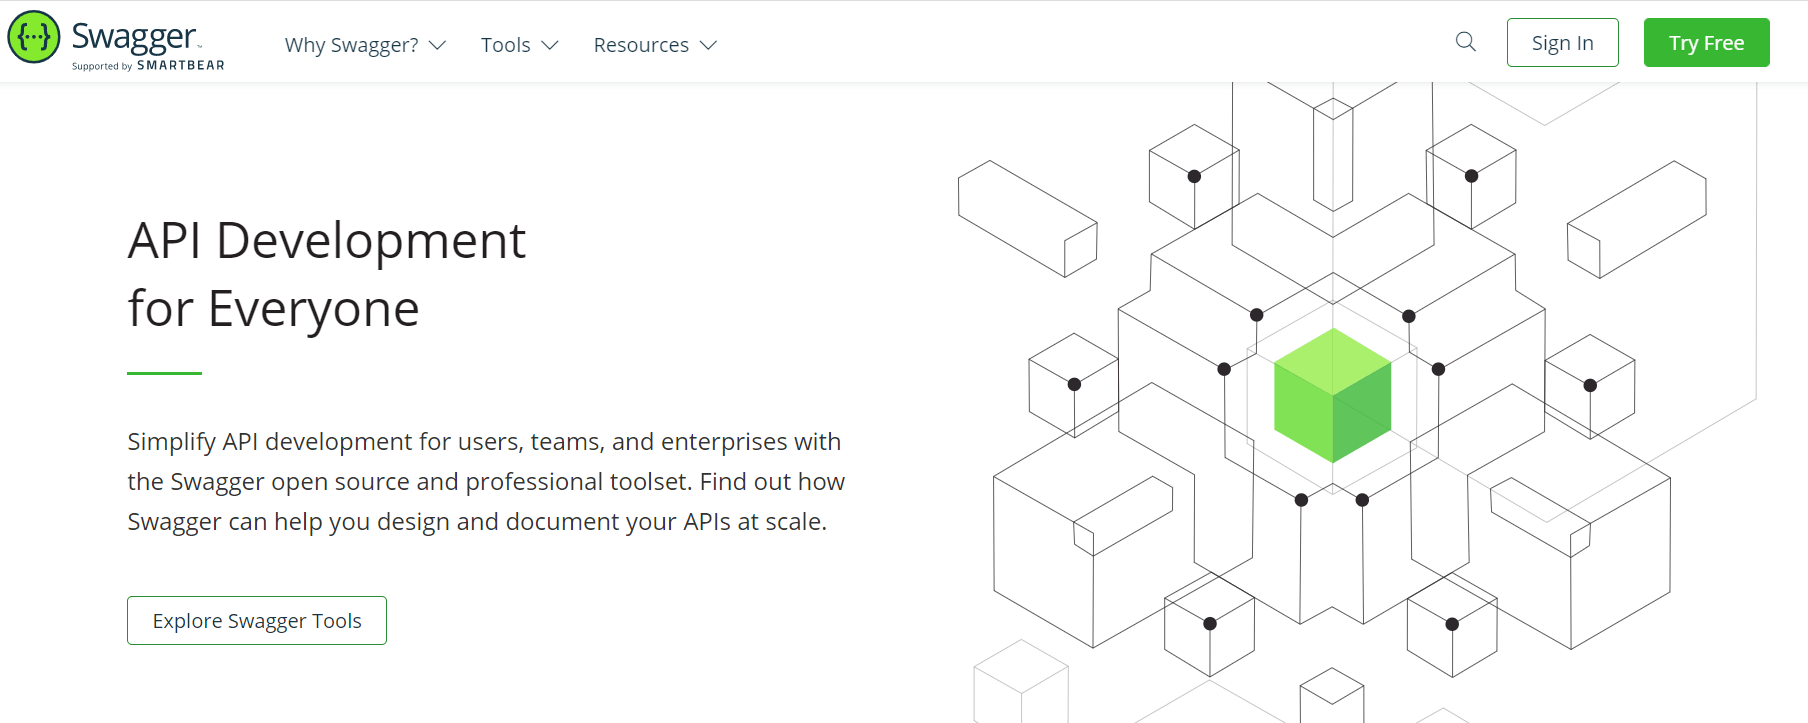 Swagger™
Supported by SMARTBEAR
Why Swagger?
Tools
Resources
Sign In
Try Free
API Development
for Everyone
Simplify API development for users, teams, and enterprises with
the Swagger open source and professional toolset. Find out how
Swagger can help you design and document your APIs at scale.
Explore Swagger Tools